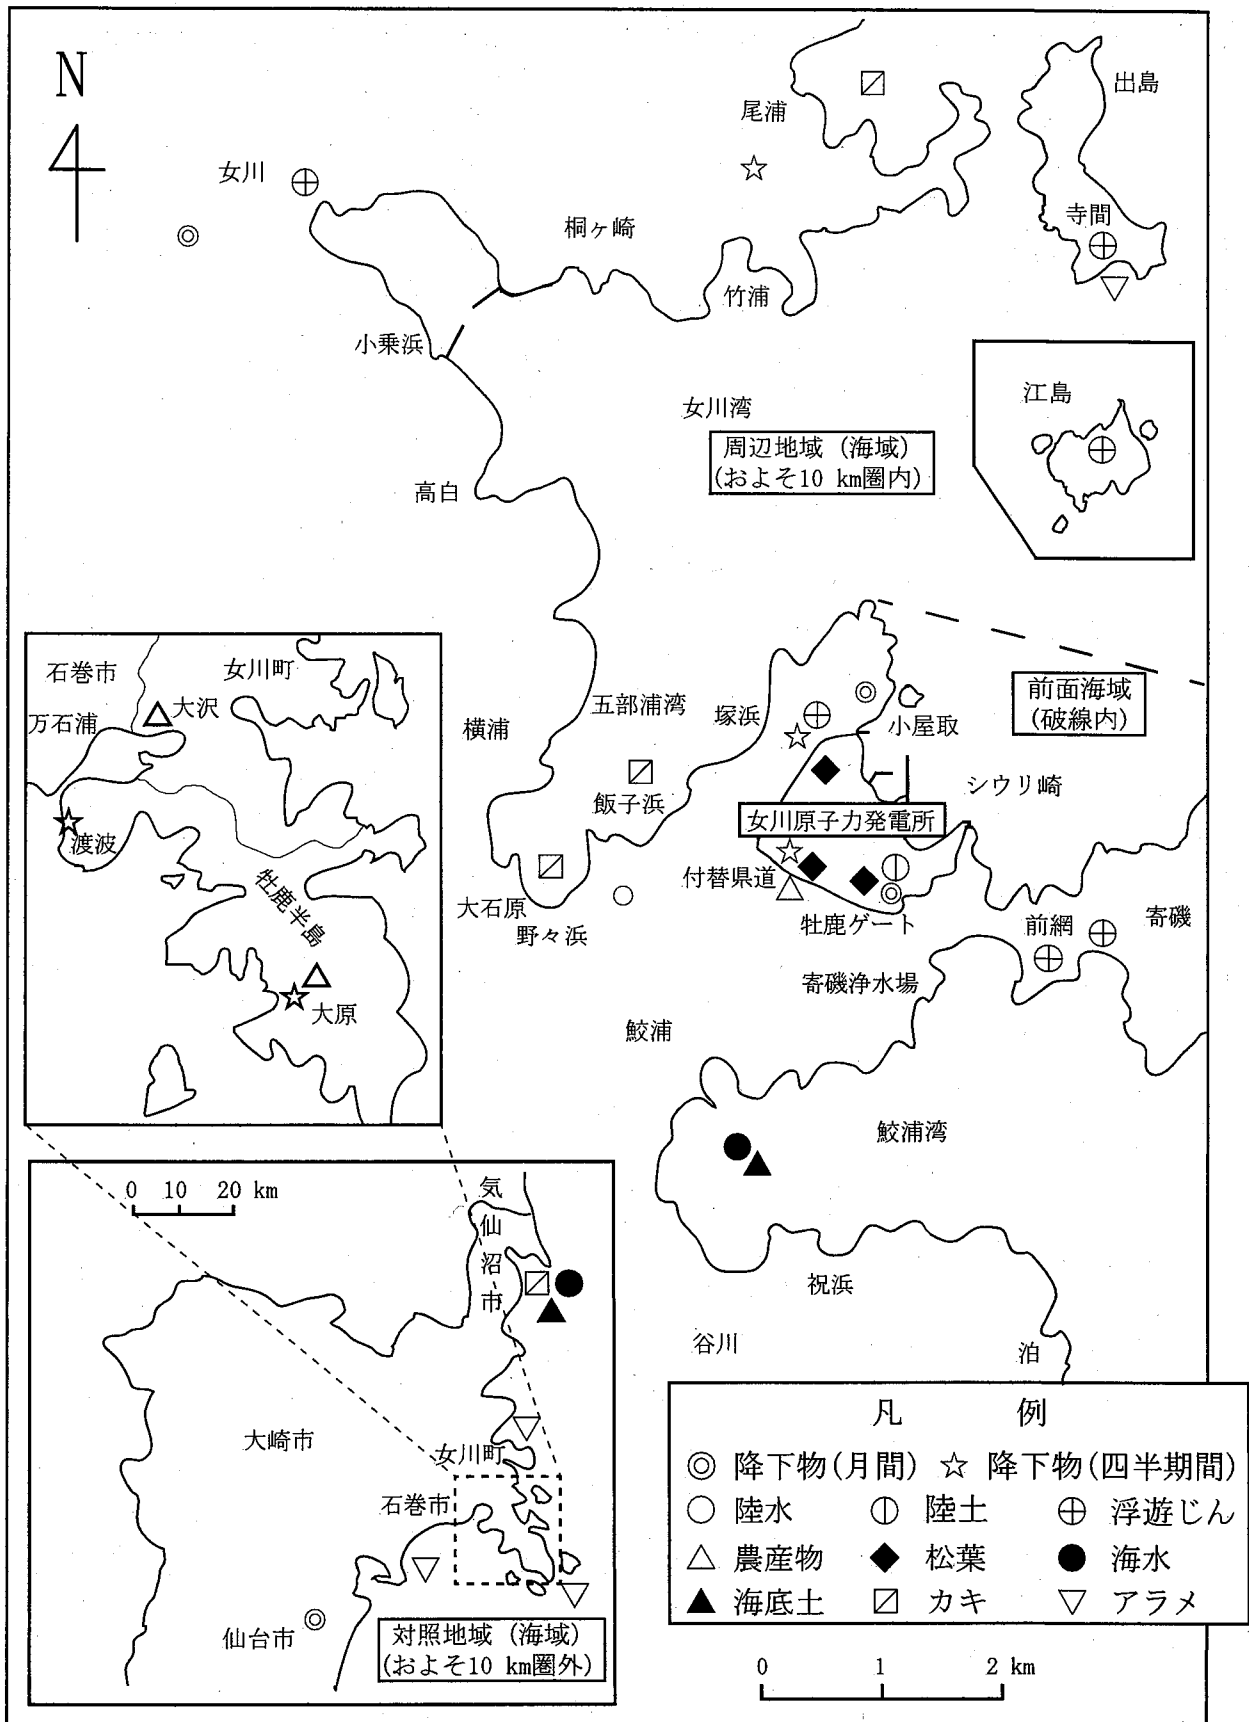 N
出島
尾浦
女川
寺間
桐ヶ崎
竹浦
小乗浜
江島
女川湾
周辺地域（海域）
(およそ10 km圏内)
高白
石巻市
女川町
大沢
万石浦
渡波
牡鹿半島
大原
横浦
五部浦湾
塚浜
小屋取
前面海域
(破線内)
シウリ崎
飯子浜
女川原子力発電所
付替県道
大石原
野々浜
牡鹿ゲート
前網
寄磯
寄磯浄水場
鮫浦
鮫浦湾
0 10 20 km
気仙沼市
祝浜
谷川
泊
大崎市
女川町
石巻市
仙台市
対照地域（海域）
(およそ10 km圏外)
凡 例
◎ 降下物(月間) ☆ 降下物(四半期間)
○ 陸水 陸土 ⊕ 浮遊じん
△ 農産物 ◆ 松葉 ● 海水
▲ 海底土 カキ ▽ アラメ
0 1 2 km